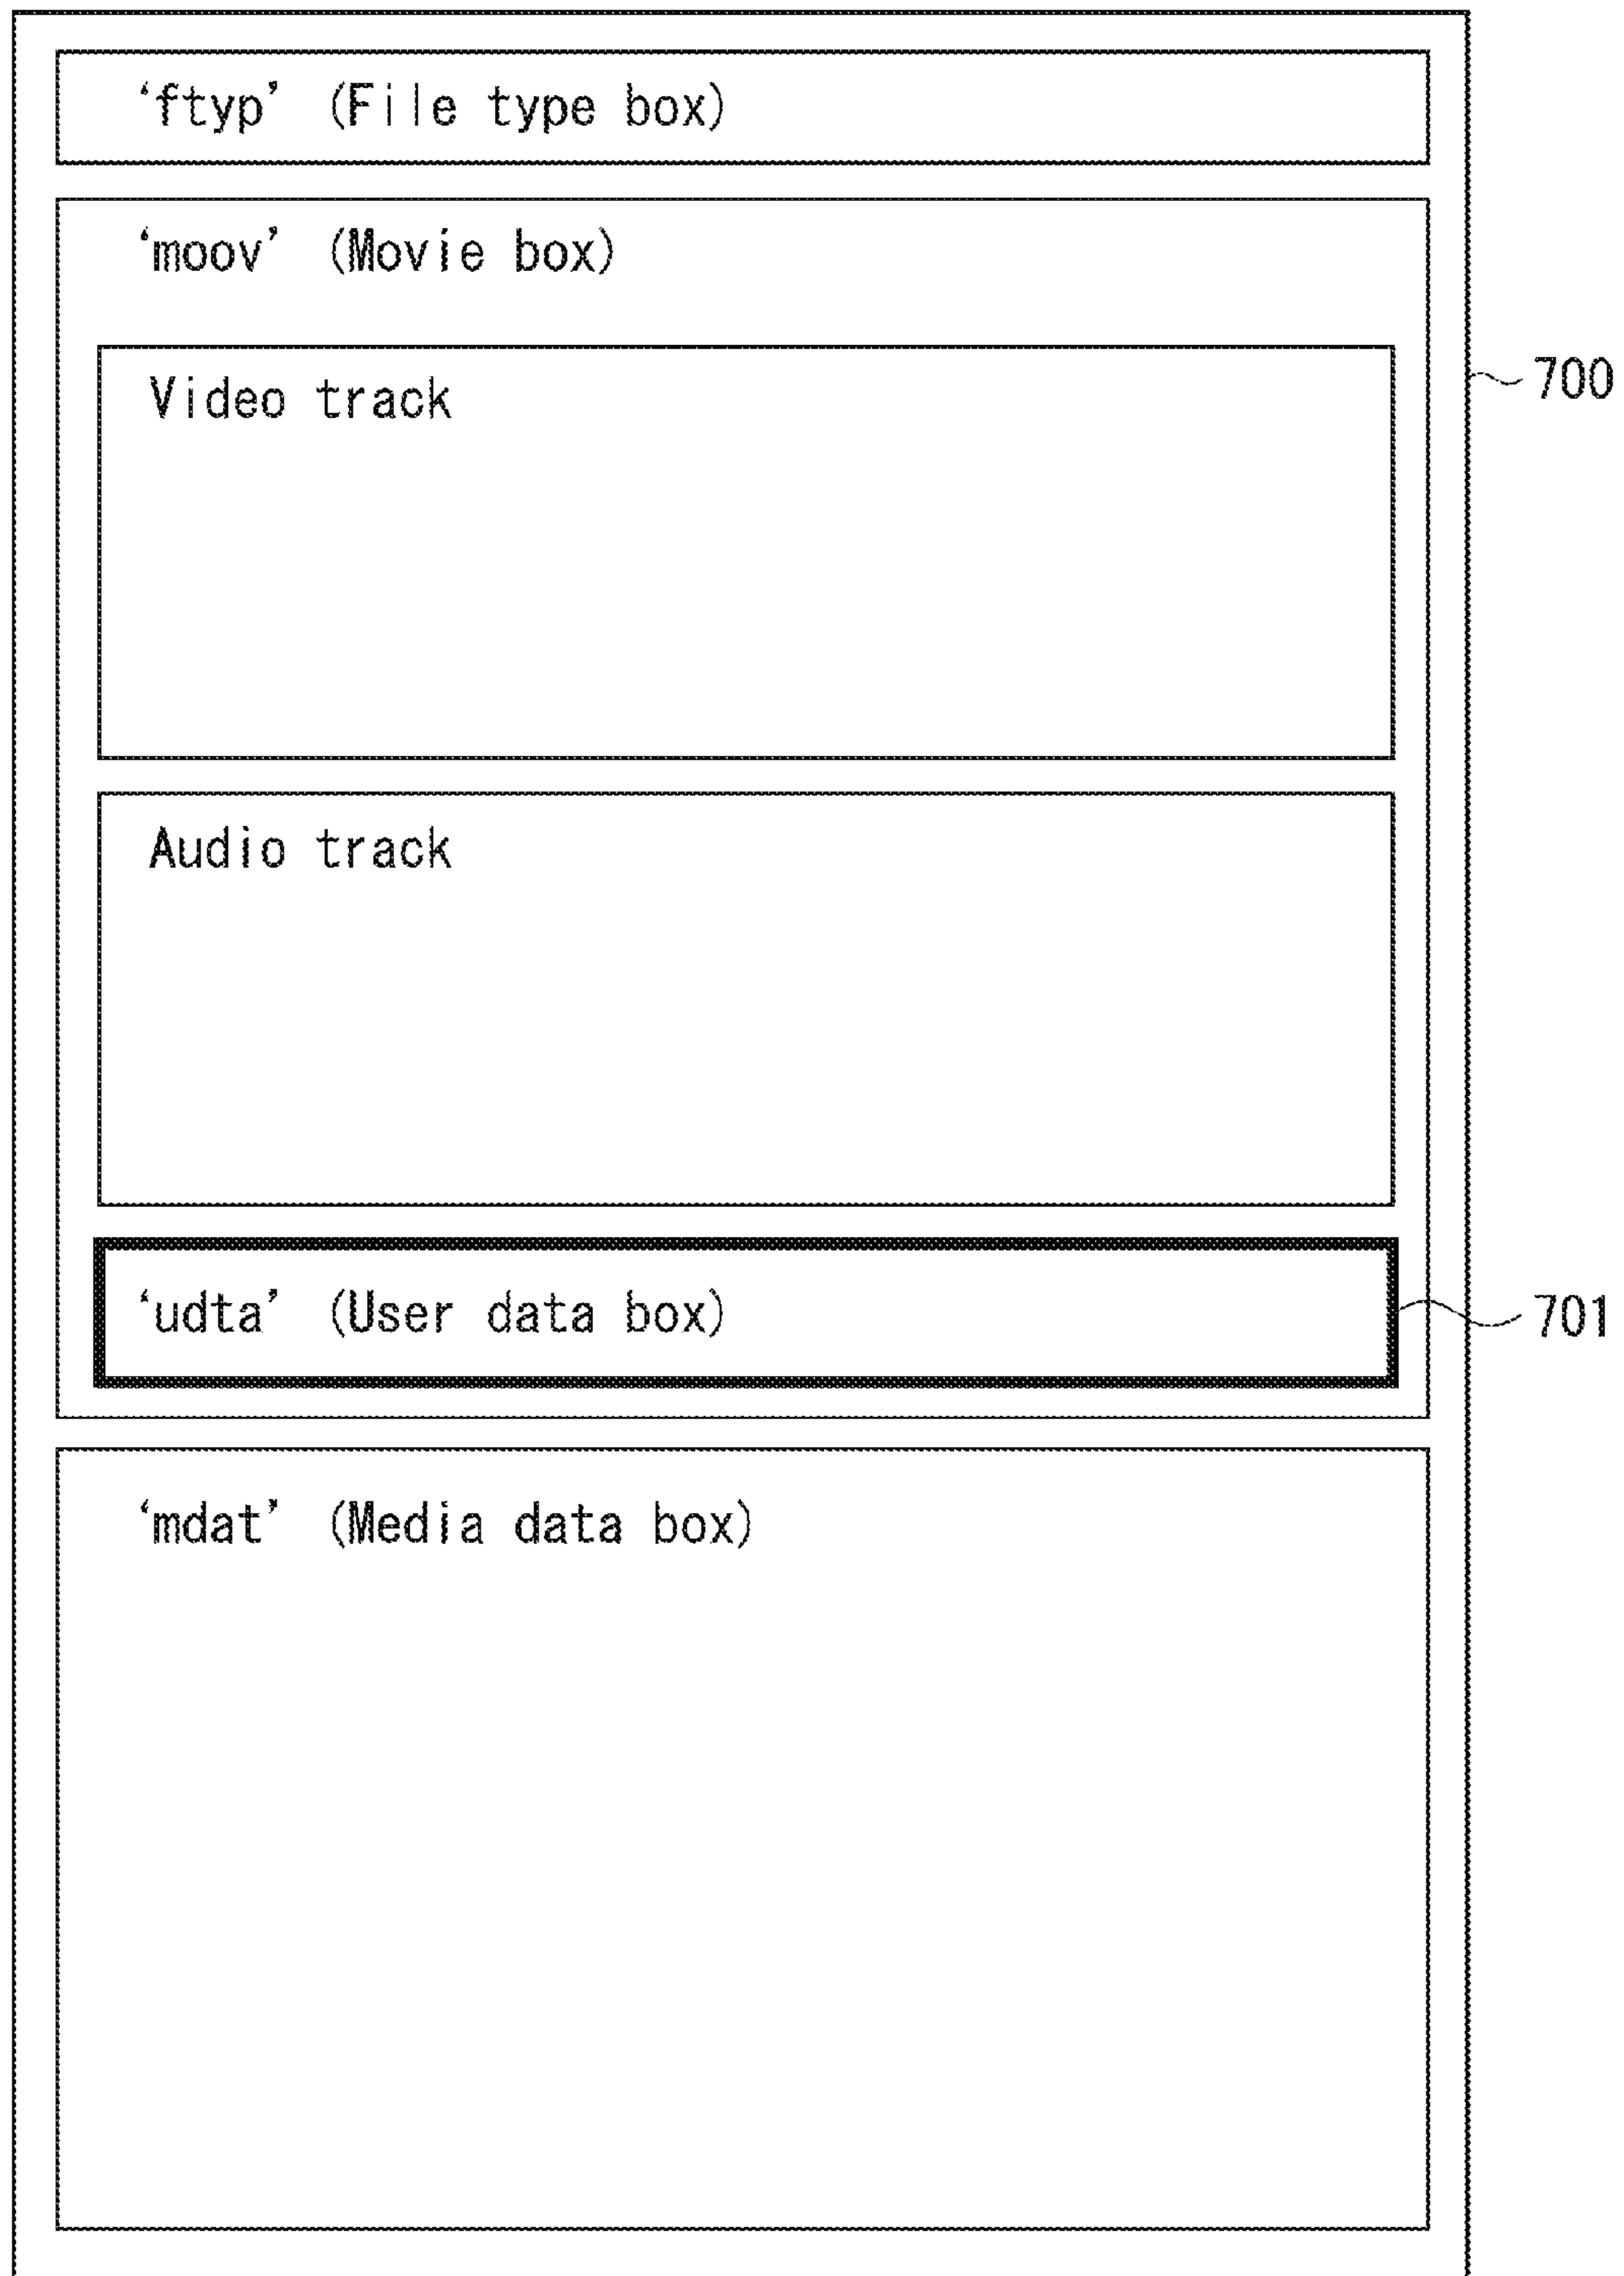 ‘ftyp’ (File type box)
‘moov’ (Movie box)
Video track
700
Audio track
‘udta’ (User data box)
701
‘mdat’ (Media data box)